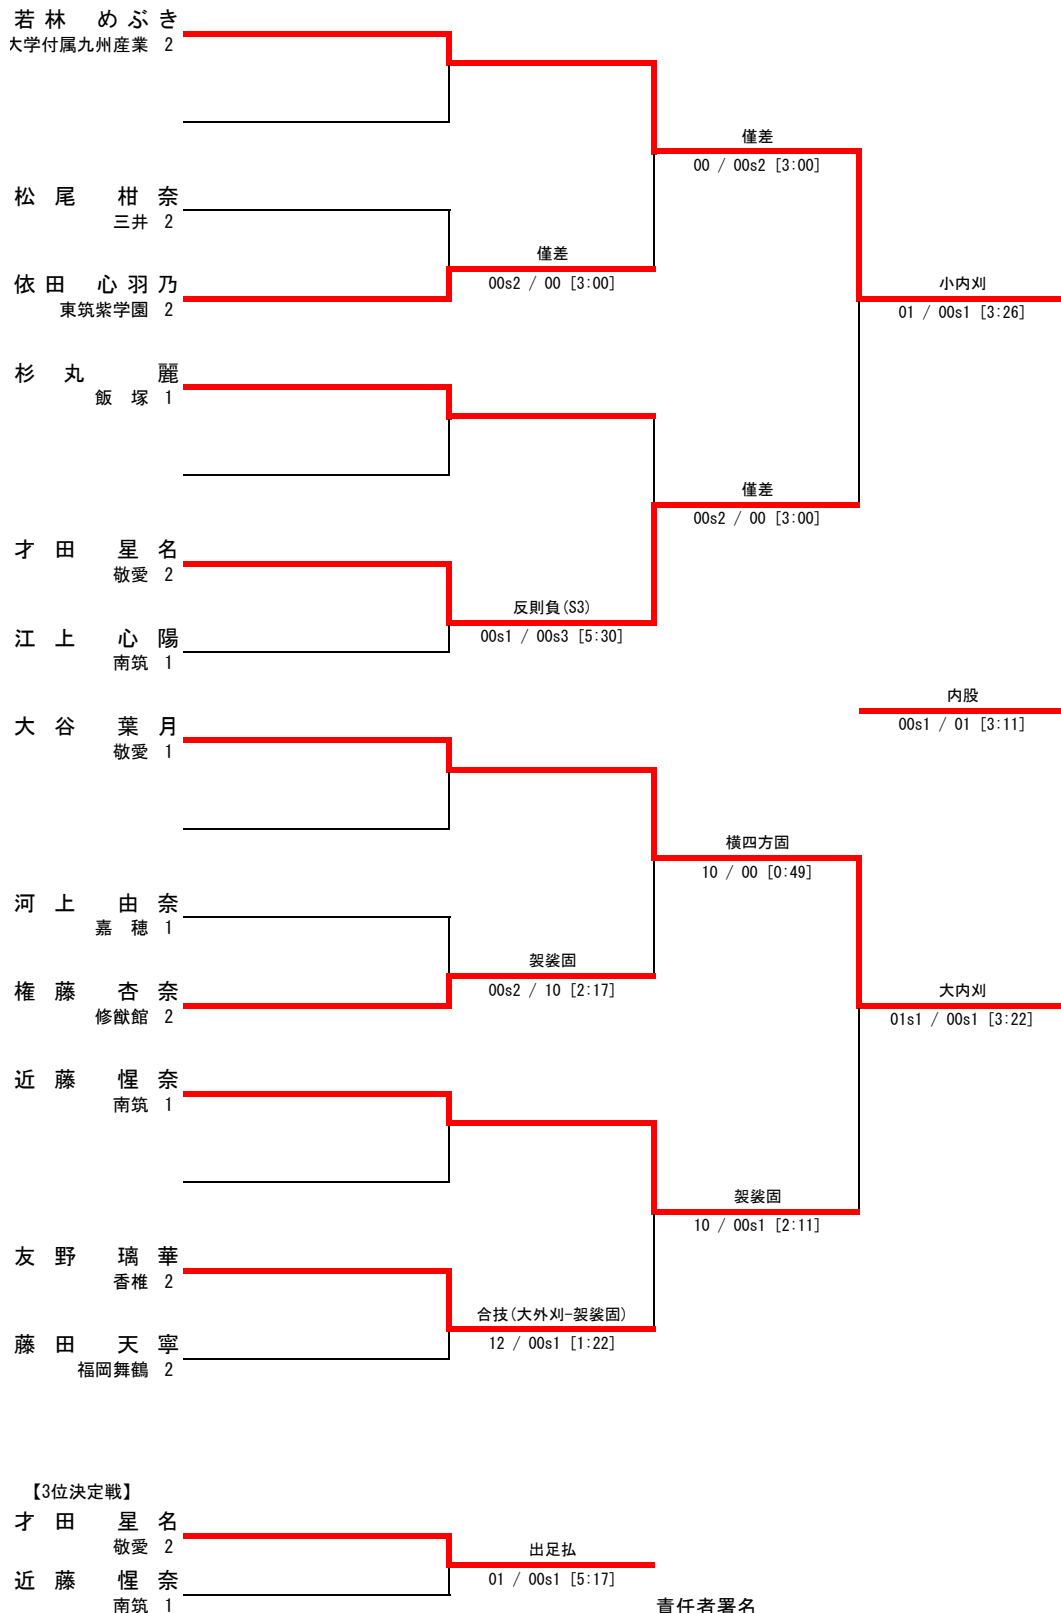 若林 めぶき
大学付属九州産業 2
僅差
00 / 00s2 [3:00]
松尾 柑奈
三井 2
僅差
00s2 / 00 [3:00]
依田 心羽乃
東筑紫学園 2
小内刈
01 / 00s1 [3:26]
杉丸 麗
飯塚 1
僅差
00s2 / 00 [3:00]
才田 星名
敬愛 2
反則負(S3)
00s1 / 00s3 [5:30]
江上 心陽
南筑 1
内股
00s1 / 01 [3:11]
大谷 葉月
敬愛 1
横四方固
10 / 00 [0:49]
河上 由奈
嘉穂 1
袈裟固
00s2 / 10 [2:17]
権藤 杏奈
修猷館 2
大内刈
01s1 / 00s1 [3:22]
近藤 惺奈
南筑 1
袈裟固
10 / 00s1 [2:11]
友野 璃華
香椎 2
合技(大外刈-袈裟固)
12 / 00s1 [1:22]
藤田 天寧
福岡舞鶴 2
【3位決定戦】
才田 星名
敬愛 2
出足払
01 / 00s1 [5:17]
近藤 惺奈
南筑 1
責任者署名